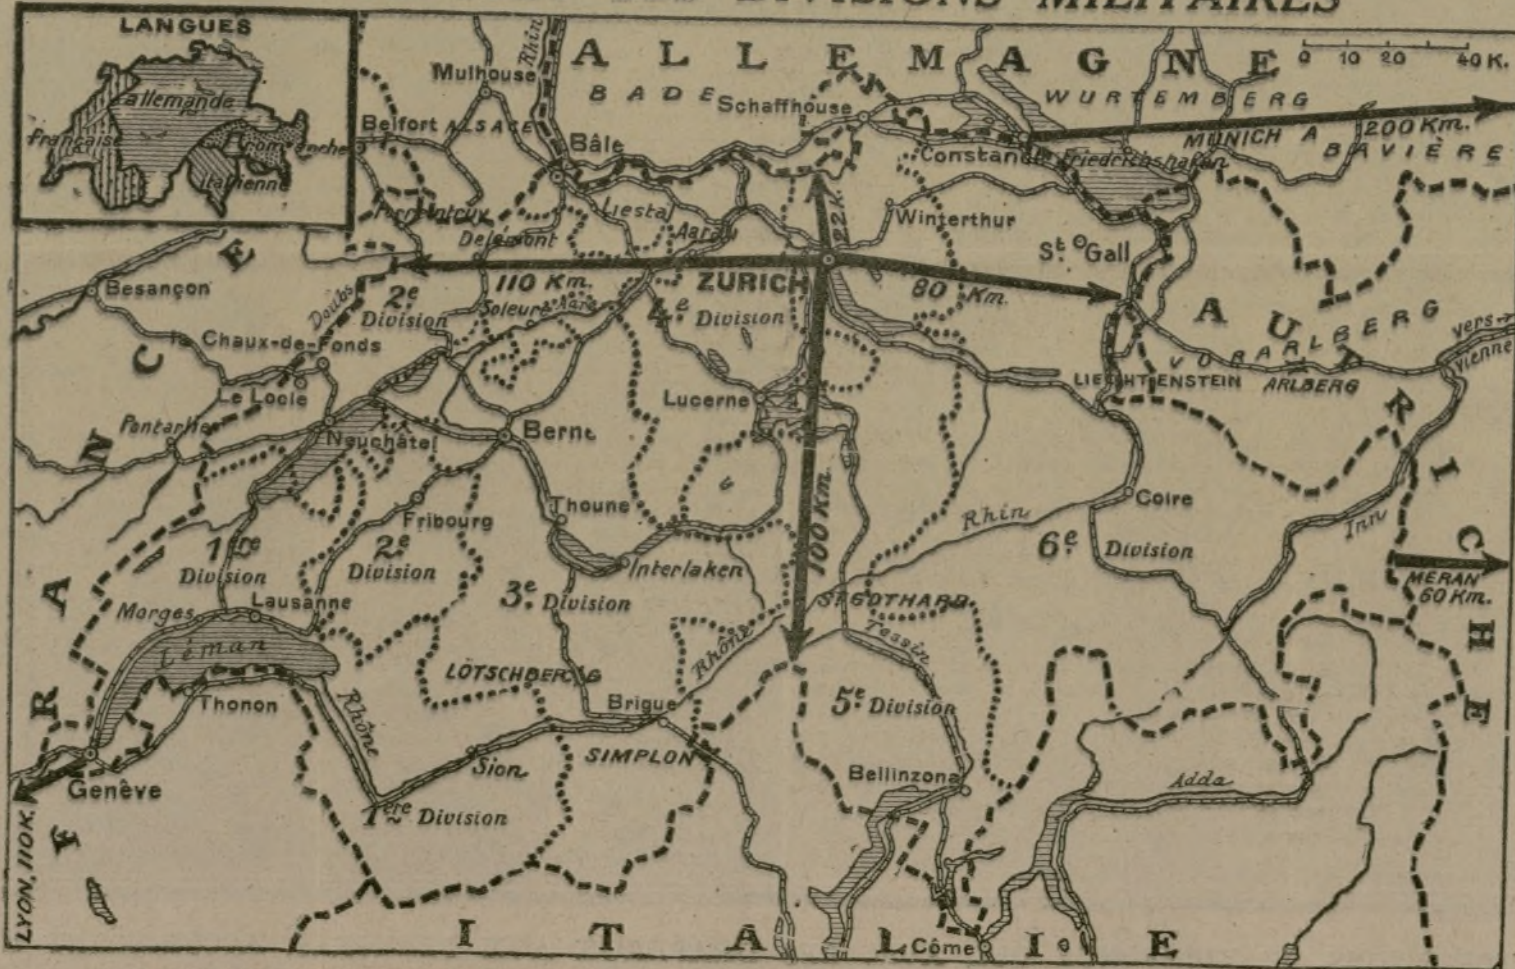 DIVISIONS MILITAIRES
LANGUES
allemande
française
romanche
italienne
ALLEMAGNE
0 10 20 40 K.
Rhin
Mulhouse
BADE
Schaffhouse
WURTEMBERG
Belfort
ALSACE
Bâle
Constance
Friedrichshafen
MUNICH A 200 Km.
BAVIÈRE
Porrentruy
Liestal
Delémont
Aarau
22 K.
Winterthur
St. Gall
FRANCE
Besançon
110 Km.
ZURICH
80 Km.
AUTRICHE
Doubs
2e Division
Soleure
Aare
4e Division
VORARLBERG
Vers Vienne
la Chaux-de-Fonds
Le Locle
LIECHTENSTEIN
ARLBERG
Lucerne
Pontarlier
Neuchâtel
Berne
100 Km.
Coire
Thoune
Fribourg
Rhin
Inn
1re Division
2e Division
Interlaken
6e Division
3e Division
MERAN 60 Km.
Morges
Lausanne
St GOTHARD
Léman
Rhône
Tessin
LÖTSCHBERG
Thonon
Rhône
Brigue
5e Division
Sion
SIMPLON
Bellinzona
Adda
Genève
1ère Division
LYON, 110 K.
ITALIE
Côme